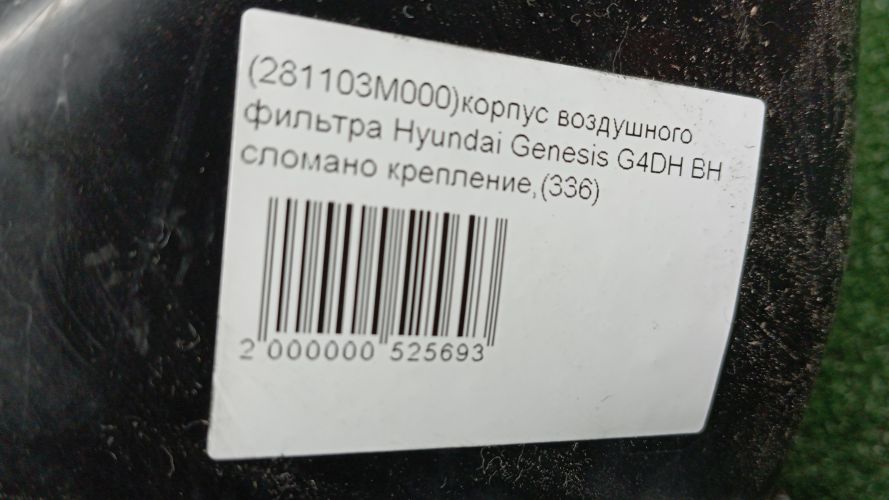 (281103M000)корпус воздушного
фильтра Hyundai Genesis G4DH BH
сломано крепление,(336)
2 000000 525693